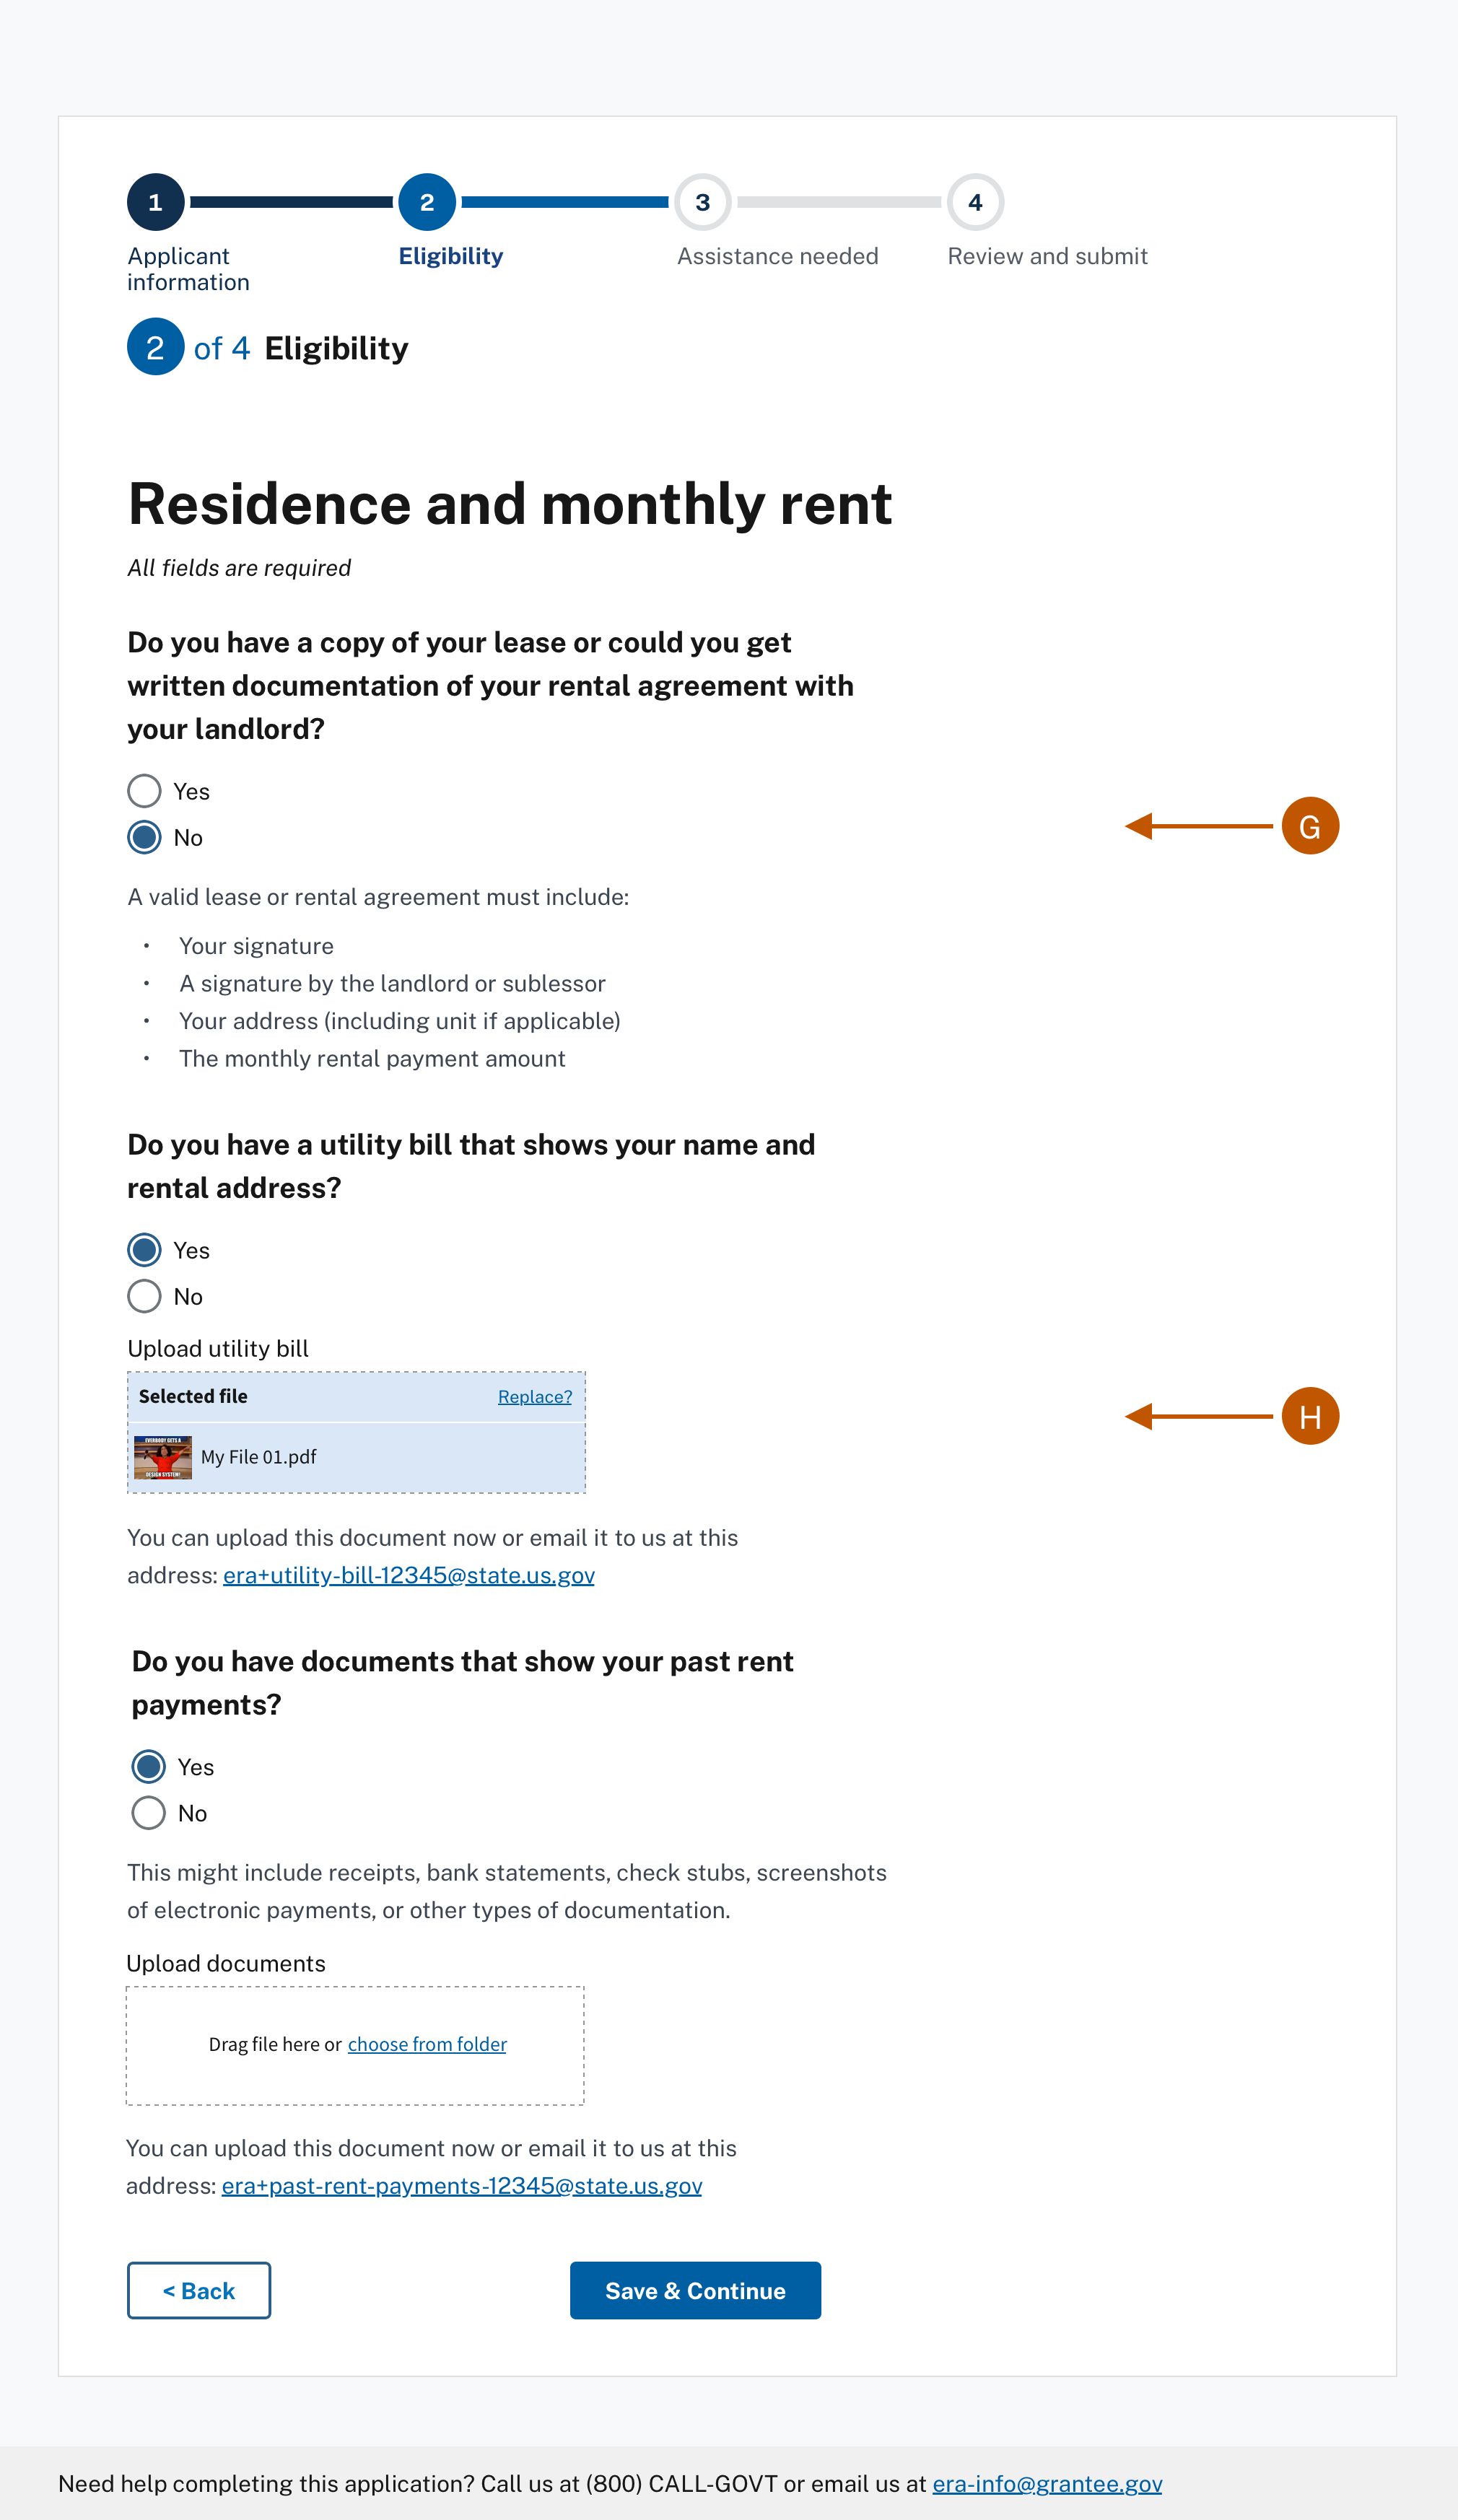 1
2
3
4
Applicant
information
Eligibility
Assistance needed
Review and submit
2 of 4 Eligibility
Residence and monthly rent
All fields are required
Do you have a copy of your lease or could you get
written documentation of your rental agreement with
your landlord?
Yes
No
G
A valid lease or rental agreement must include:
• Your signature
• A signature by the landlord or sublessor
• Your address (including unit if applicable)
• The monthly rental payment amount
Do you have a utility bill that shows your name and
rental address?
Yes
No
Upload utility bill
Selected file Replace?
H
EVERYBODY GETS A
DESIGN SYSTEM!
My File 01.pdf
You can upload this document now or email it to us at this
address: era+utility-bill-12345@state.us.gov
Do you have documents that show your past rent
payments?
Yes
No
This might include receipts, bank statements, check stubs, screenshots
of electronic payments, or other types of documentation.
Upload documents
Drag file here or choose from folder
You can upload this document now or email it to us at this
address: era+past-rent-payments-12345@state.us.gov
< Back
Save & Continue
Need help completing this application? Call us at (800) CALL-GOVT or email us at era-info@grantee.gov